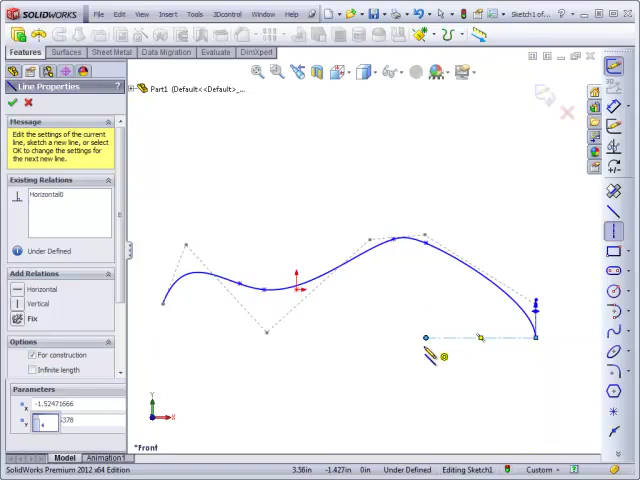 SOLIDWORKS File Edit View Insert Tools 3Dcontrol Window Help Sketch1 of...
Features Surfaces Sheet Metal Data Migration Evaluate DimXpert
Line Properties ?
Part1 (Default<<Default>_...
Message
Edit the settings of the current
line, sketch a new line, or select
OK to change the settings for
the next new line.
Existing Relations
Horizontal0
Under Defined
Add Relations
Horizontal
Vertical
Fix
Options
For construction
Infinite length
Parameters
-1.52471666
5378
4
Y
X
*Front
Model Animation1
SolidWorks Premium 2012 x64 Edition 3.56in -1.427in 0in Under Defined Editing Sketch1 Custom